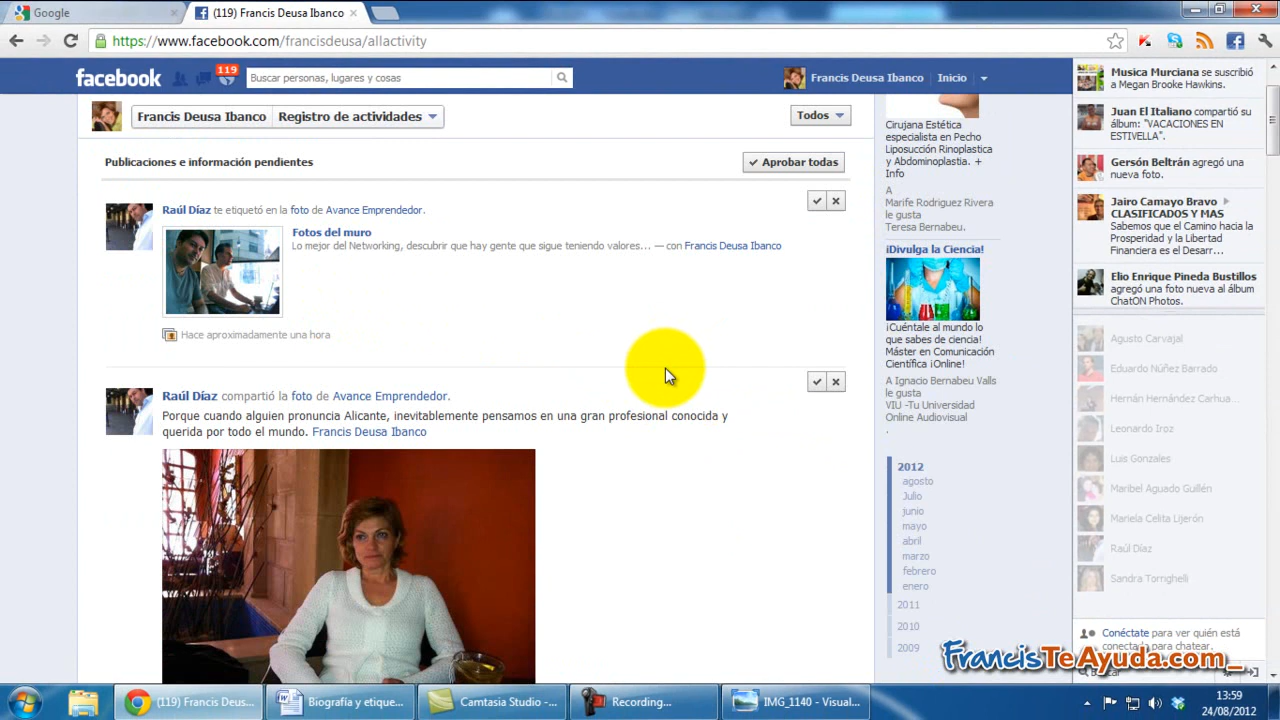 Google
(119) Francis Deusa Ibanco
https://www.facebook.com/francisdeusa/allactivity
facebook
119
Buscar personas, lugares y cosas
Francis Deusa Ibanco
Inicio
Francis Deusa Ibanco
Registro de actividades
Todos
Publicaciones e información pendientes
Aprobar todas
Raúl Díaz te etiquetó en la foto de Avance Emprendedor.
Fotos del muro
Lo mejor del Networking, descubrir que hay gente que sigue teniendo valores... — con Francis Deusa Ibanco
Hace aproximadamente una hora
Raúl Díaz compartió la foto de Avance Emprendedor.
Porque cuando alguien pronuncia Alicante, inevitablemente pensamos en una gran profesional conocida y
querida por todo el mundo. Francis Deusa Ibanco
Cirujana Estética
especialista en Pecho
Liposucción Rinoplastica
y Abdominoplastia. +
Info
A
Marife Rodriguez Rivera
le gusta
Teresa Bernabeu.
¡Divulga la Ciencia!
¡Cuéntale al mundo lo
que sabes de ciencia!
Máster en Comunicación
Científica ¡Online!
A Ignacio Bernabeu Valls
le gusta
VIU -Tu Universidad
Online Audiovisual
.
2012
agosto
Julio
junio
mayo
abril
marzo
febrero
enero
2011
2010
2009
Musica Murciana se suscribió
a Megan Brooke Hawkins.
Juan El Italiano compartió su
álbum: "VACACIONES EN
ESTIVELLA".
Gersón Beltrán agregó una
nueva foto.
Jairo Camayo Bravo
CLASIFICADOS Y MAS
Sabemos que el Camino hacia la
Prosperidad y la Libertad
Financiera es el Desarr...
Elio Enrique Pineda Bustillos
agregó una foto nueva al álbum
ChatON Photos.
Agusto Carvajal
Eduardo Núñez Barrado
Hernán Hernández Carhua...
Leonardo Iroz
Luis Gonzales
Maribel Aguado Guillén
Mariela Celita Lijerón
Raúl Díaz
Sandra Torrighelli
Conéctate para ver quién está
conectado/a para chatear.
Buscar
FrancisTeAyuda.com_
(119) Francis Deus...
Biografía y etique...
Camtasia Studio -...
Recording...
IMG_1140 - Visual...
13:59
24/08/2012